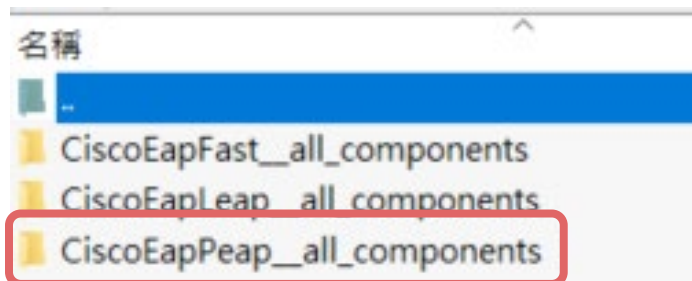 名稱
..
CiscoEapFast__all_components
CiscoEapLeap__all_components
CiscoEapPeap__all_components